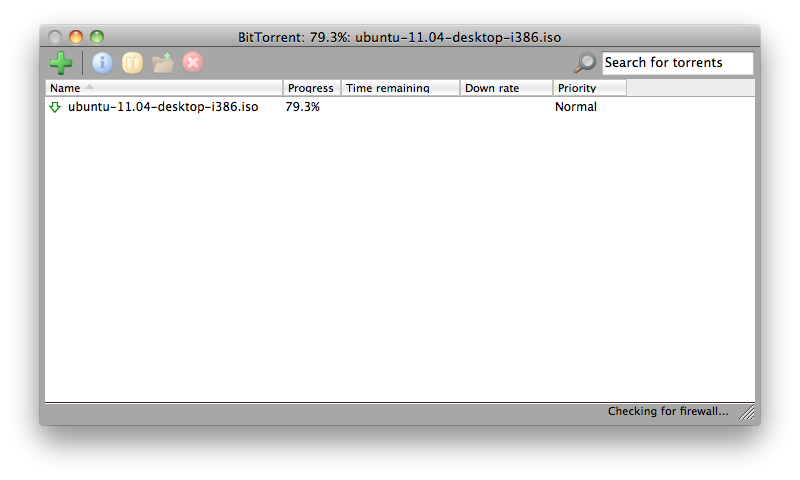 BitTorrent: 79.3%: ubuntu-11.04-desktop-i386.iso
Search for torrents
Name Progress Time remaining Down rate Priority
ubuntu-11.04-desktop-i386.iso 79.3% Normal
Checking for firewall...